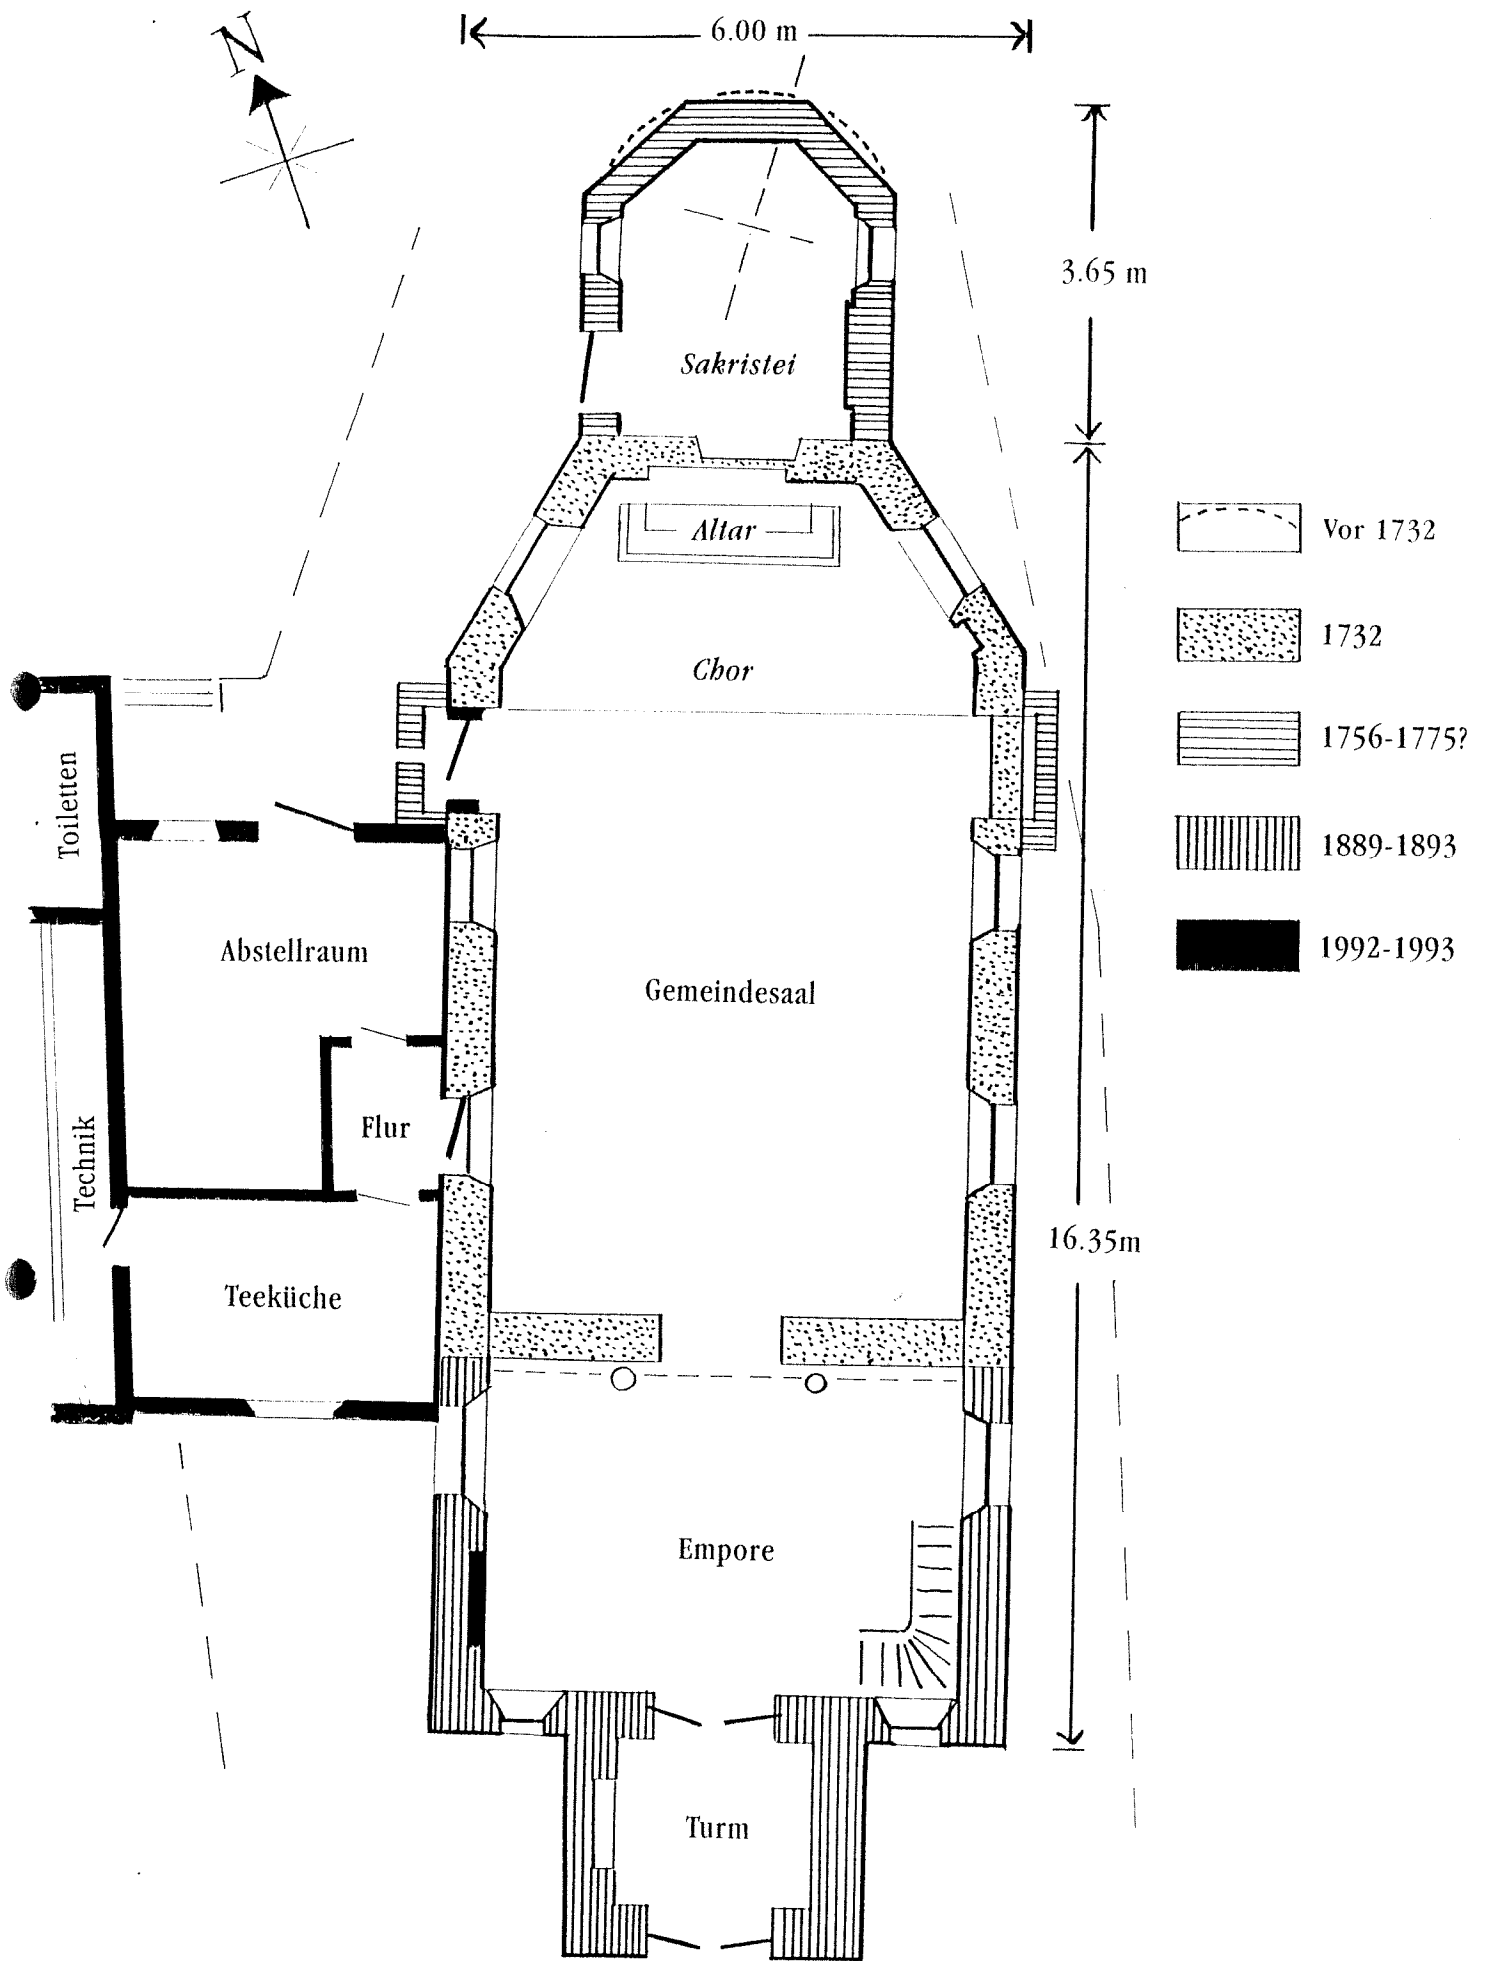 6.00 m
N
3.65 m
Sakristei
Altar
Vor 1732
1732
Chor
1756-1775?
Toiletten
1889-1893
Abstellraum
1992-1993
Gemeindesaal
Flur
Technik
16.35m
Teeküche
Empore
Turm